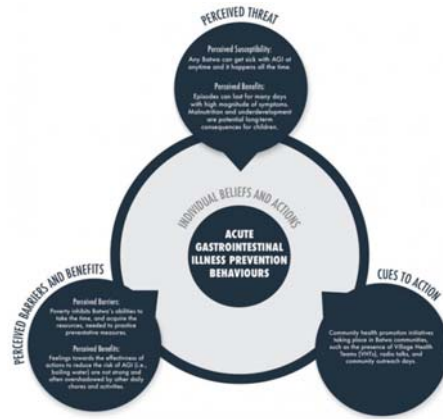 PERCEIVED THREAT
Perceived Susceptibility:
Any Batwa can get sick with AGI at
anytime and it happens all the time.
Perceived Benefits:
Episodes can last for many days
with high magnitude of symptoms.
Malnutrition and underdevelopment
are potential long-term
consequences for children.
INDIVIDUAL BELIEFS AND ACTIONS
ACUTE
GASTROINTESTINAL
ILLNESS PREVENTION
BEHAVIOURS
PERCEIVED BARRIERS AND BENEFITS
Perceived Barriers:
Poverty inhibits Batwa's abilities to
take the time, and acquire the
resources, needed to practice
preventative measures.
Perceived Benefits:
Feelings towards the effectiveness of
actions to reduce the risk of AGI (i.e.,
boiling water) are not strong and
often overshadowed by other daily
chores and activities.
CUES TO ACTION
Community health promotion initiatives
taking place in Batwa communities,
such as the presence of Village Health
Teams (VHTs), radio talks, and
community outreach days.